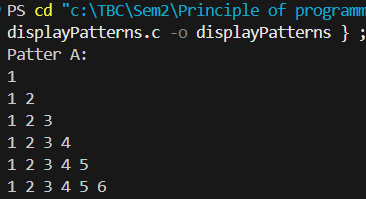 PS cd "c:\TBC\Sem2\Principle of programm
displayPatterns.c -o displayPatterns } ;
Patter A:
1
1 2
1 2 3
1 2 3 4
1 2 3 4 5
1 2 3 4 5 6